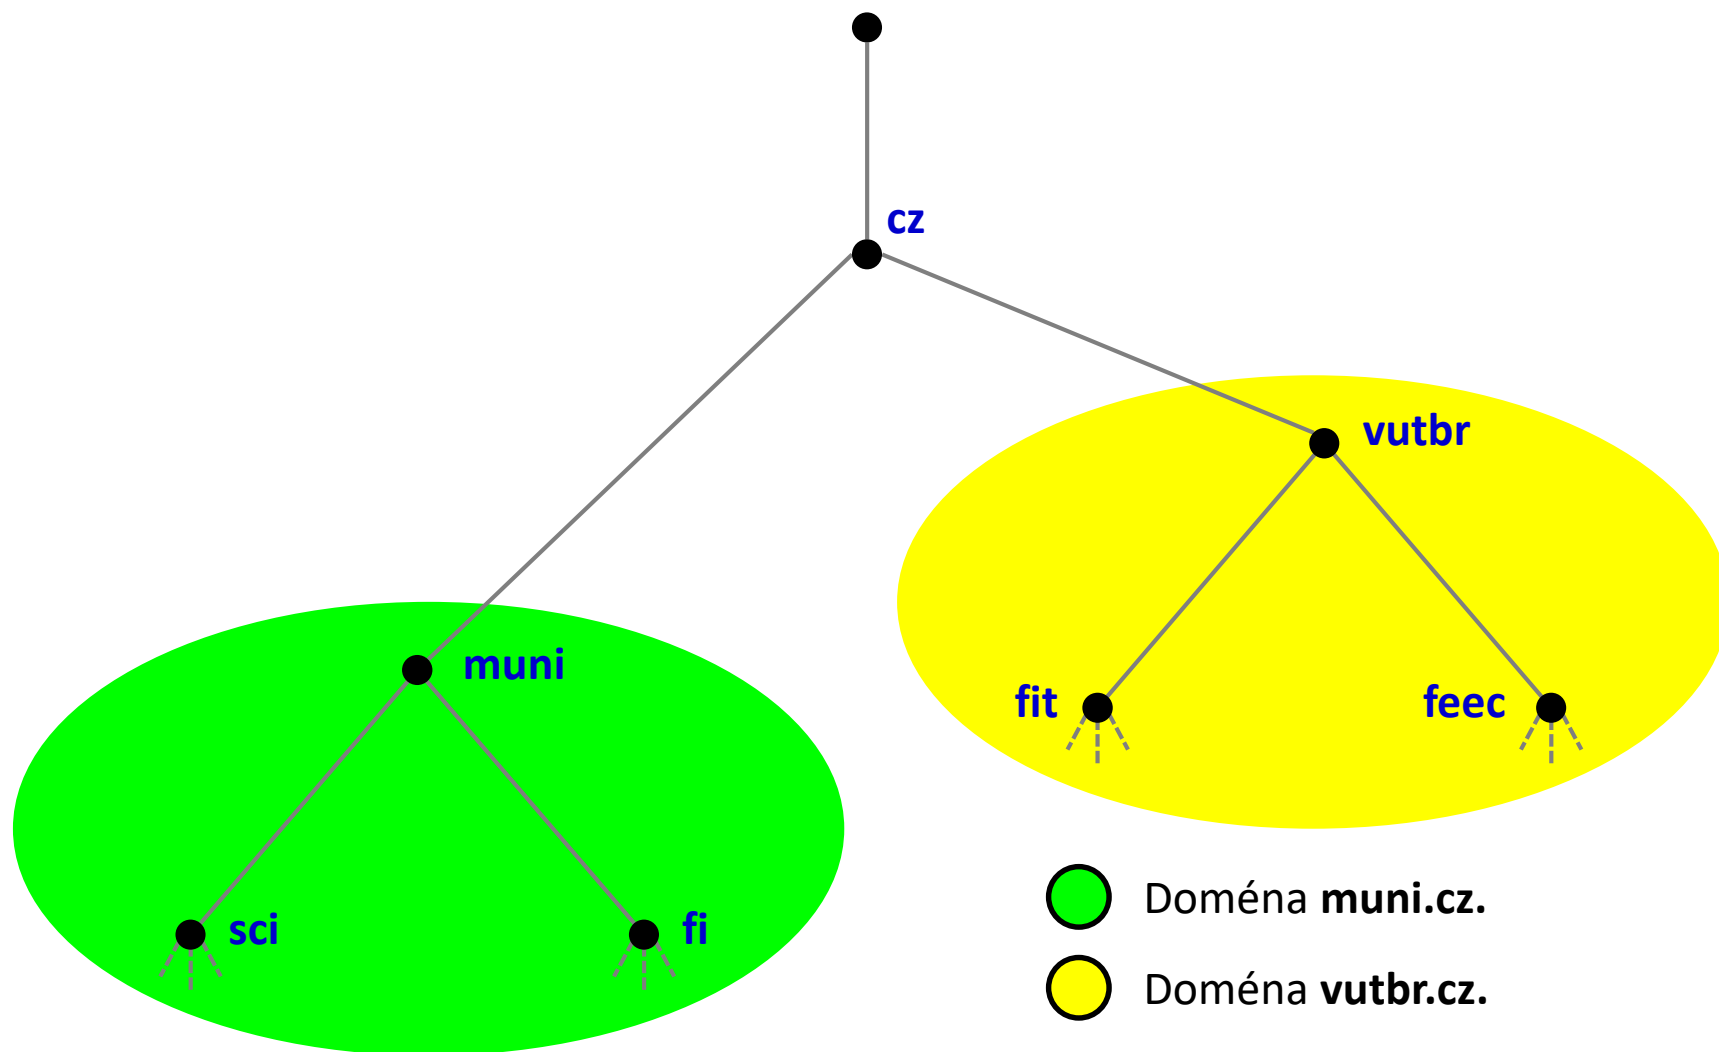 cz
vutbr
muni
fit
feec
sci
fi
Doména muni.cz.
Doména vutbr.cz.